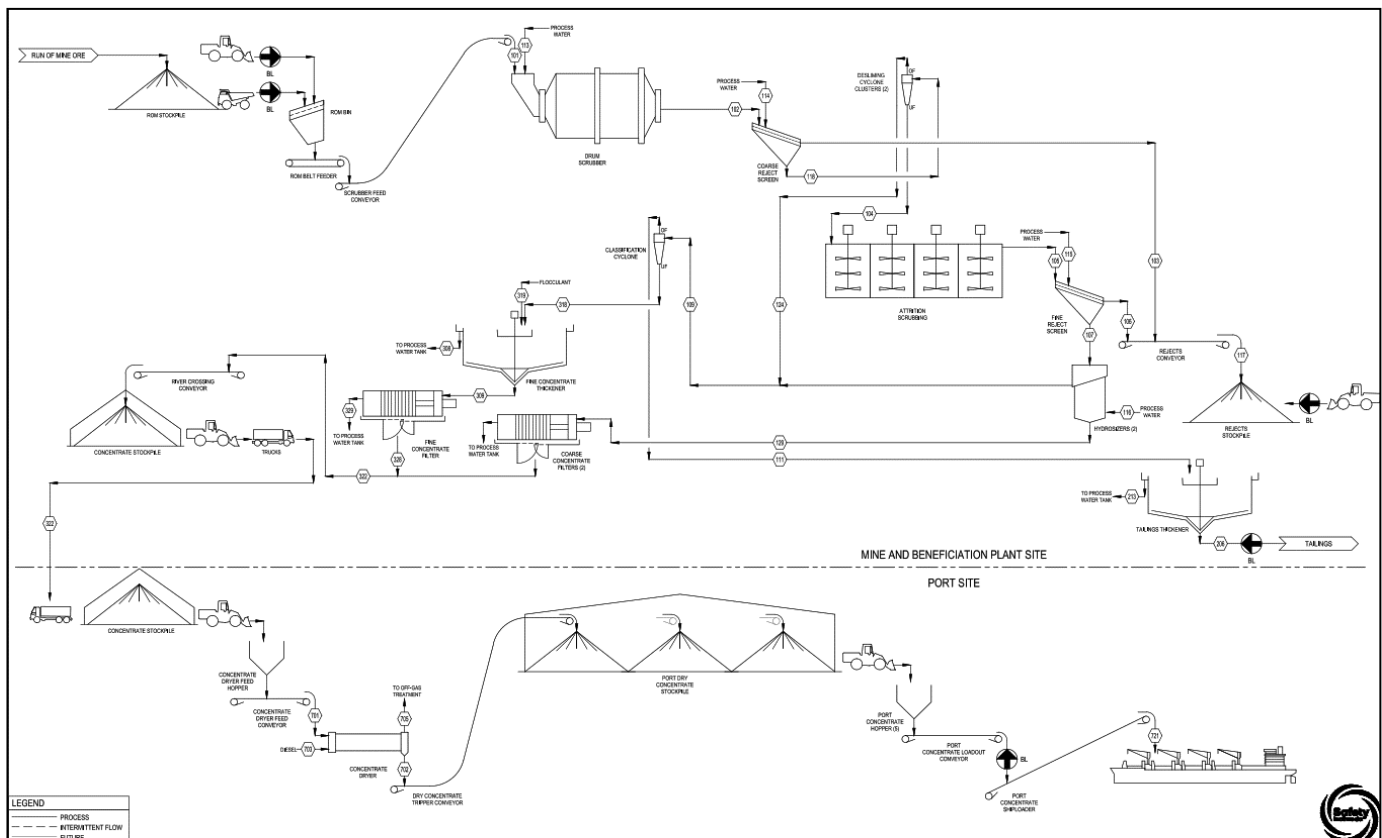 RUN OF MINE ORE
ROM STOCKPILE
BL
BL
ROM BIN
ROM BELT FEEDER
SCRUBBER FEED
CONVEYOR
101
113
PROCESS
WATER
DRUM
SCRUBBER
102
PROCESS
WATER
114
COARSE
REJECT
SCREEN
118
DESLIMING
CYCLONE
CLUSTERS (2)
OF
UF
104
ATTRITION
SCRUBBING
PROCESS
WATER
105
115
103
FINE
REJECT
SCREEN
106
107
REJECTS
CONVEYOR
117
REJECTS
STOCKPILE
BL
CLASSIFICATION
CYCLONE
OF
UF
109
124
FLOCCULANT
319
318
TO PROCESS
WATER TANK
FINE CONCENTRATE
THICKENER
309
116
PROCESS
WATER
HYDROSIZERS (2)
RIVER CROSSING
CONVEYOR
CONCENTRATE STOCKPILE
TRUCKS
329
TO PROCESS
WATER TANK
FINE
CONCENTRATE
FILTER
TO PROCESS
WATER TANK
COARSE
CONCENTRATE
FILTERS (2)
129
111
322
TO PROCESS
WATER TANK
213
TAILINGS THICKENER
206
BL
TAILINGS
322
MINE AND BENEFICIATION PLANT SITE
PORT SITE
CONCENTRATE STOCKPILE
CONCENTRATE
DRYER FEED
HOPPER
CONCENTRATE
DRYER FEED
CONVEYOR
701
DIESEL
703
TO OFF-GAS
TREATMENT
705
702
CONCENTRATE
DRYER
DRY CONCENTRATE
TRIPPER CONVEYOR
PORT DRY
CONCENTRATE
STOCKPILE
PORT
CONCENTRATE
HOPPER (5)
PORT
CONCENTRATE LOADOUT
CONVEYOR
BL
PORT
CONCENTRATE
SHIPLOADER
721
LEGEND
PROCESS
INTERMITTENT FLOW
FUTURE
Safety